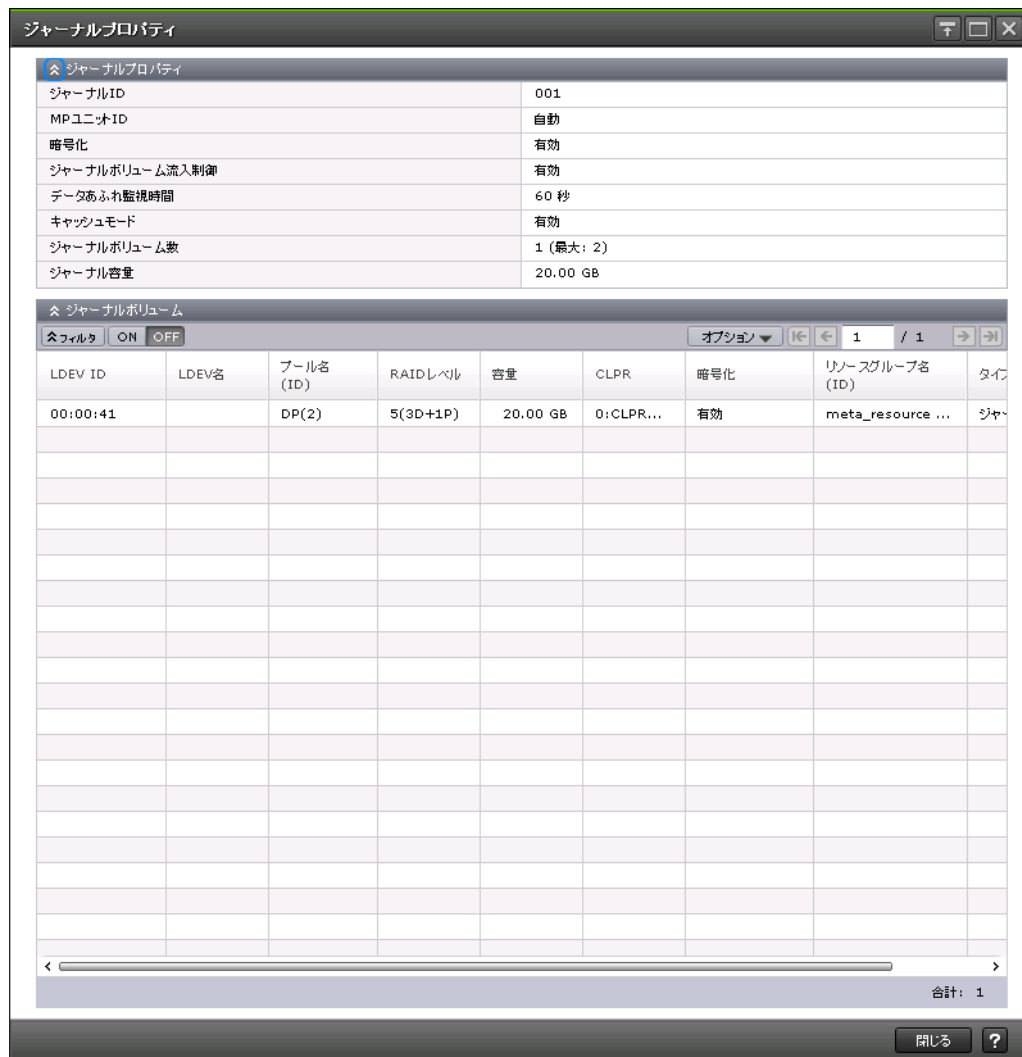 ジャーナルプロパティ
ジャーナルプロパティ
ジャーナルID 001
MPユニットID 自動
暗号化 有効
ジャーナルボリューム流入制御 有効
データあふれ監視時間 60 秒
キャッシュモード 有効
ジャーナルボリューム数 1 (最大: 2)
ジャーナル容量 20.00 GB
ジャーナルボリューム
フィルタ ON OFF オプション 1 / 1
LDEV ID LDEV名 プール名 (ID) RAIDレベル 容量 CLPR 暗号化 リソースグループ名 (ID) タイプ
00:00:41 DP(2) 5(3D+1P) 20.00 GB 0:CLPR... 有効 meta_resource ... ジャー
合計: 1
閉じる ?